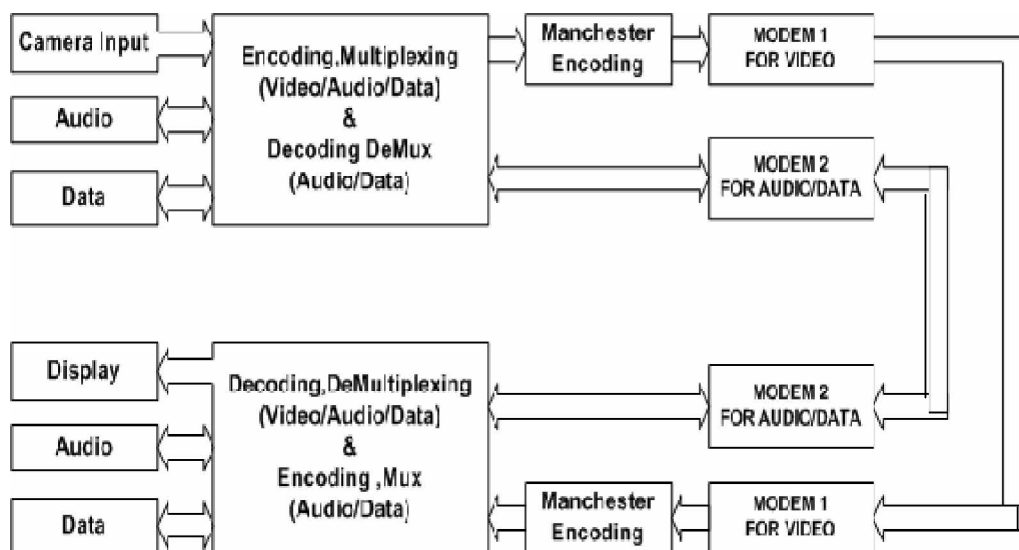 Camera Input
Audio
Data
Encoding,Multiplexing
(Video/Audio/Data)
&
Decoding DeMux
(Audio/Data)
Manchester
Encoding
MODEM 1
FOR VIDEO
MODEM 2
FOR AUDIO/DATA
Display
Audio
Data
Decoding,DeMultiplexing
(Video/Audio/Data)
&
Encoding ,Mux
(Audio/Data)
MODEM 2
FOR AUDIO/DATA
Manchester
Encoding
MODEM 1
FOR VIDEO